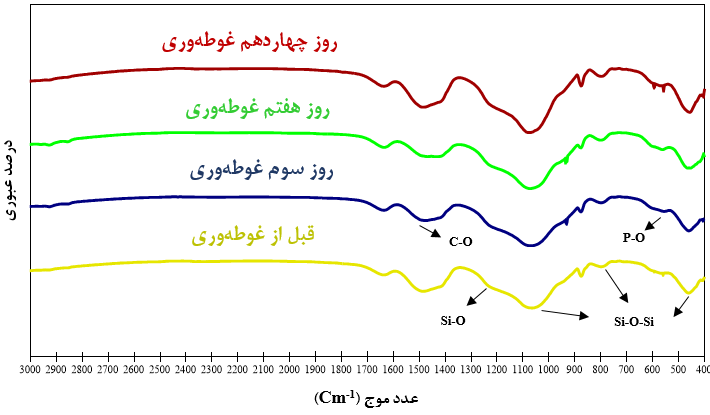 روز چهاردهم غوطه‌وری
روز هفتم غوطه‌وری
روز سوم غوطه‌وری
قبل از غوطه‌وری
درصد عبوری
C-O
P-O
Si-O
Si-O-Si
3000 2900 2800 2700 2600 2500 2400 2300 2200 2100 2000 1900 1800 1700 1600 1500 1400 1300 1200 1100 1000 900 800 700 600 500 400
عدد موج (Cm-1)